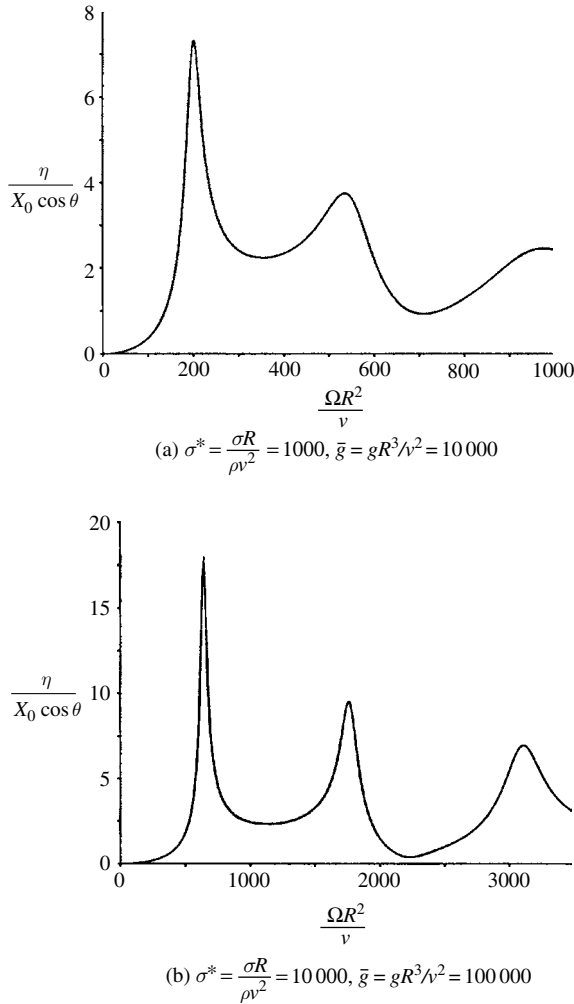 8
6
4
2
0
η
X₀ cos θ
0 200 400 600 800 1000
ΩR²
ν
(a) σ* = σR/ρν² = 1000, ḡ = gR³/ν² = 10 000
20
15
10
5
0
η
X₀ cos θ
0 1000 2000 3000
ΩR²
ν
(b) σ* = σR/ρν² = 10 000, ḡ = gR³/ν² = 100 000